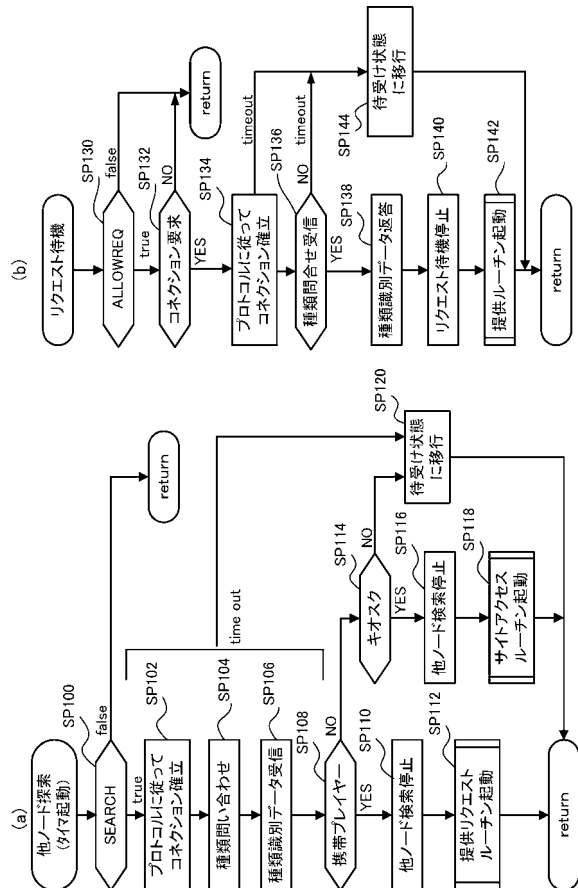 (a)
他ノード探索
(タイマ起動)
SP100
SEARCH
false
return
true
SP102
プロトコルに従って
コネクション確立
SP104
種類問い合わせ
SP106
種類識別データ受信
time out
SP108
携帯プレイヤー
NO
YES
SP110
他ノード検索停止
SP112
提供リクエスト
ルーチン起動
SP114
キオスク
NO
YES
SP116
他ノード検索停止
SP118
サイトアクセス
ルーチン起動
SP120
待受け状態
に移行
return
(b)
リクエスト待機
SP130
ALLOWREQ
false
true
SP132
コネクション要求
NO
return
YES
SP134
プロトコルに従って
コネクション確立
timeout
SP136
種類問合せ受信
NO
timeout
YES
SP144
待受け状態
に移行
SP138
種類識別データ返答
SP140
リクエスト待機停止
SP142
提供ルーチン起動
return